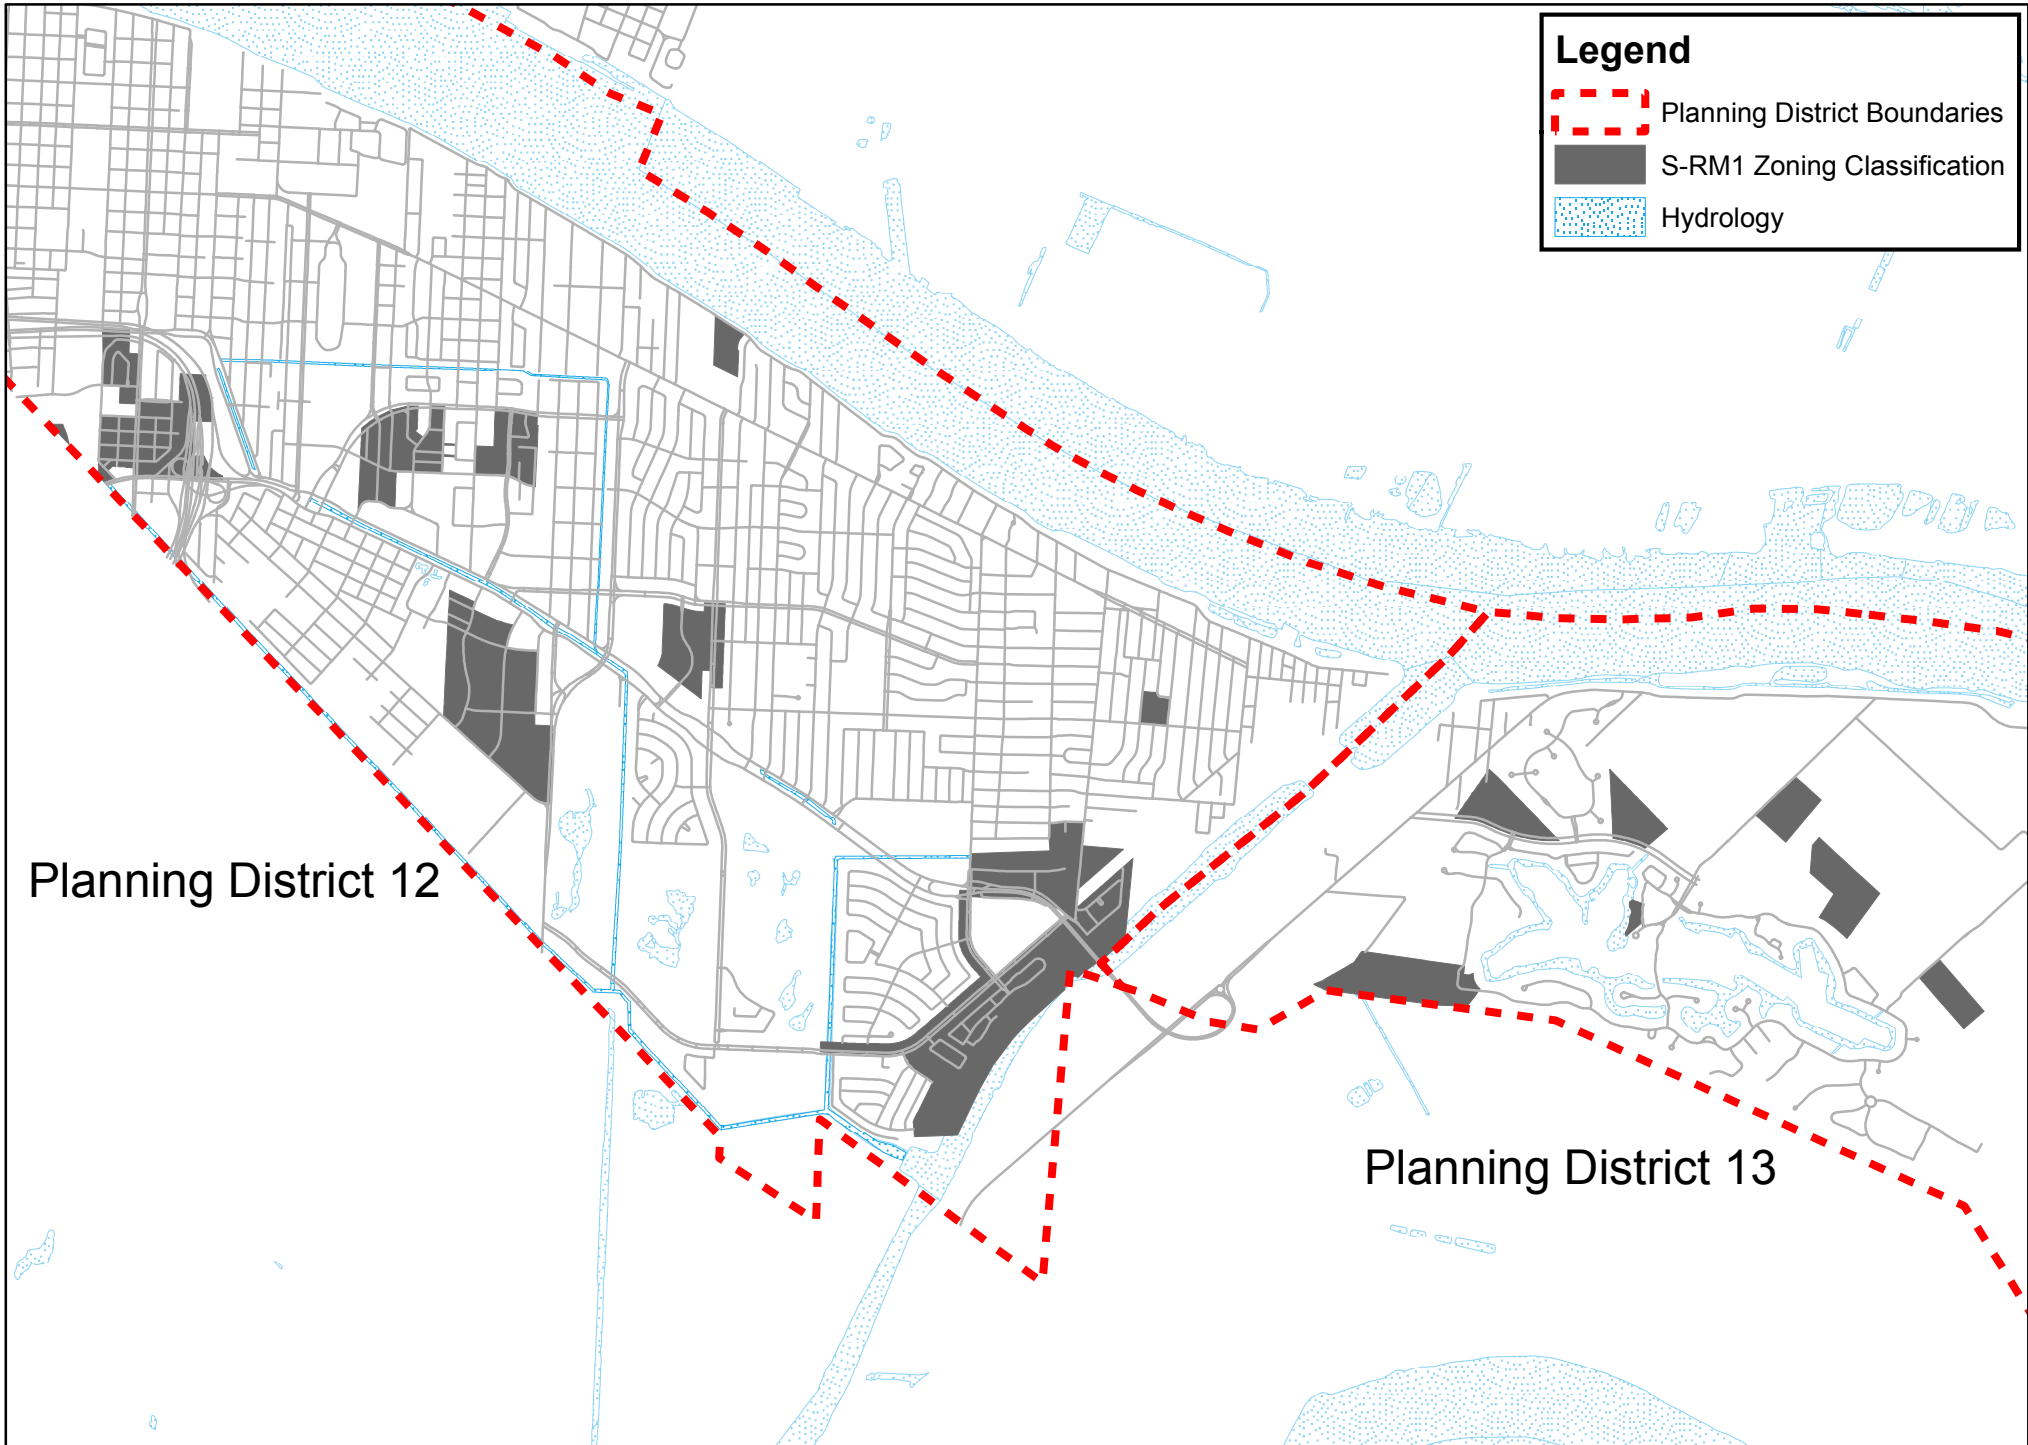 Legend
Planning District Boundaries
S-RM1 Zoning Classification
Hydrology
Planning District 12
Planning District 13